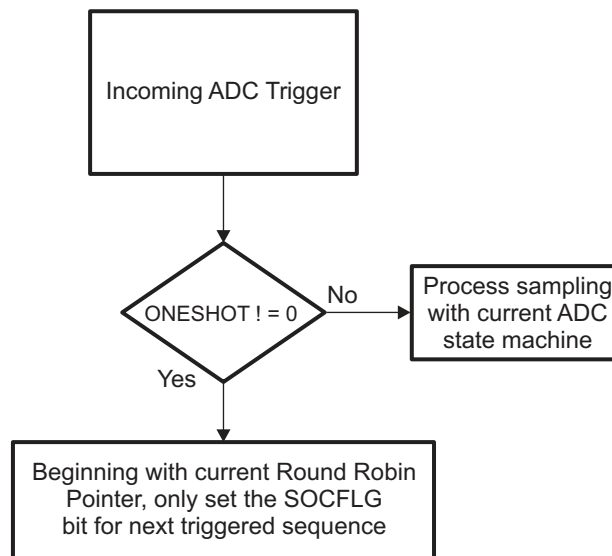 Incoming ADC Trigger
ONESHOT ! = 0
No
Process sampling
with current ADC
state machine
Yes
Beginning with current Round Robin
Pointer, only set the SOCFLG
bit for next triggered sequence